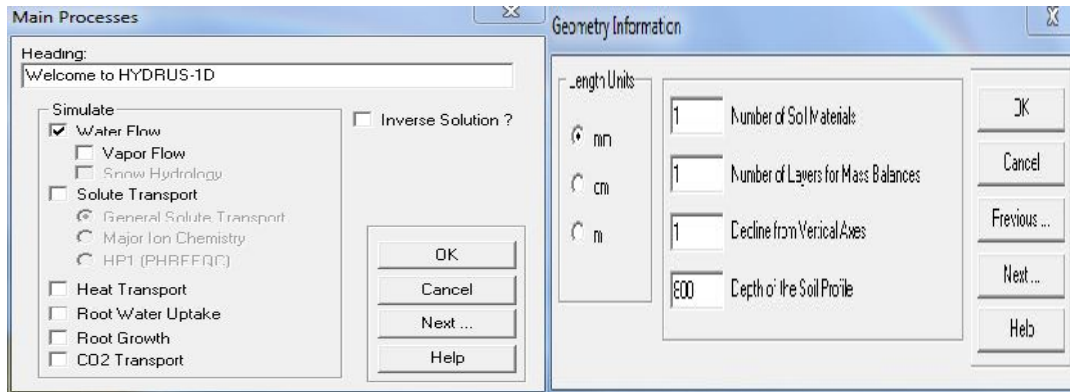 Main Processes
Heading:
Welcome to HYDRUS-1D
Simulate
Water Flow
Vapor Flow
Snow Hydrology
Solute Transport
General Solute Transport
Major Ion Chemistry
HP1 (PHREEQC)
Heat Transport
Root Water Uptake
Root Growth
CO2 Transport
Inverse Solution ?
OK
Cancel
Next ...
Help
Geometry Information
Length Units
mm
cm
m
1 Number of Soil Materials
1 Number of Layers for Mass Balances
1 Decline from Vertical Axes
800 Depth of the Soil Profile
OK
Cancel
Previous ...
Next ...
Help